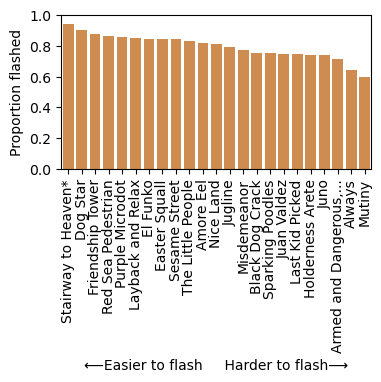 1.0
0.8
0.6
0.4
0.2
0.0
Proportion flashed
Stairway to Heaven*
Dog Star
Friendship Tower
Red Sea Pedestrian
Purple Microdot
Layback and Relax
El Funko
Easter Squall
Sesame Street
The Little People
Amore Eel
Nice Land
Jugline
Misdemeanor
Black Dog Crack
Sparking Poodles
Juan Valdez
Last Kid Picked
Holderness Arete
Juno
Armed and Dangerous,...
Always
Mutiny
⟵Easier to flash Harder to flash⟶